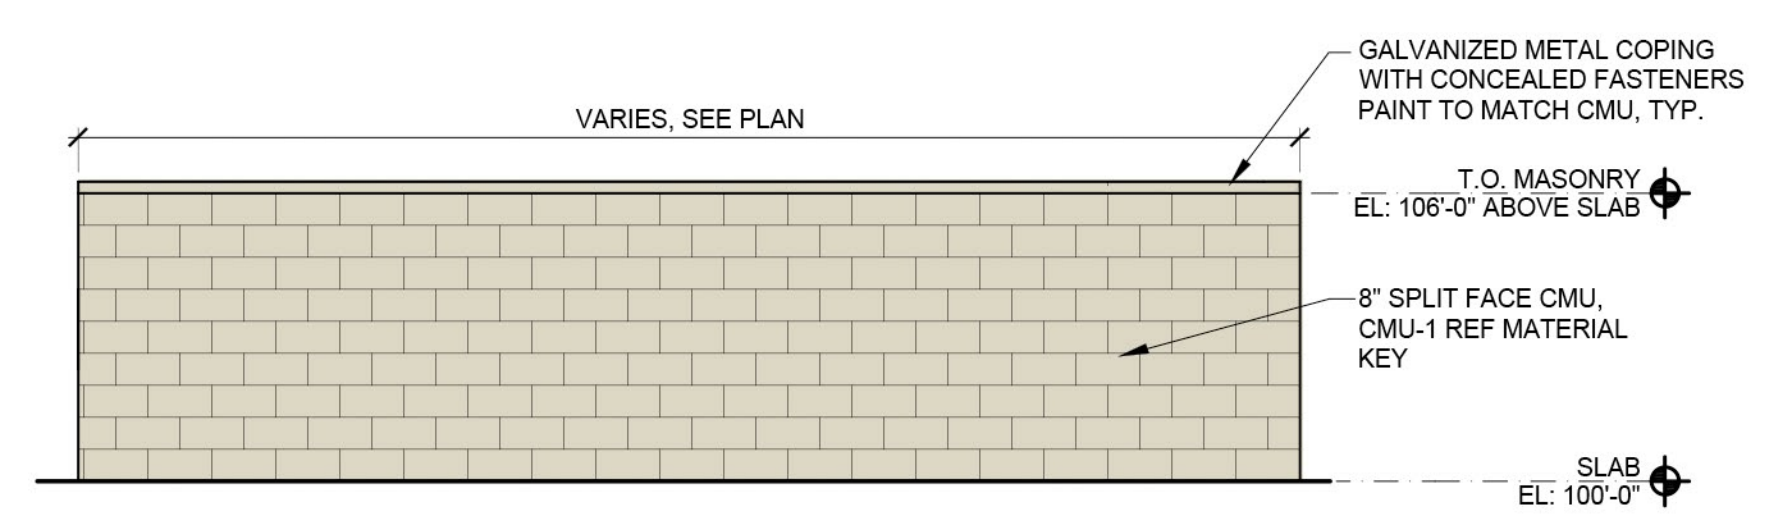 GALVANIZED METAL COPING
WITH CONCEALED FASTENERS
PAINT TO MATCH CMU, TYP.
VARIES, SEE PLAN
T.O. MASONRY
EL: 106'-0" ABOVE SLAB
8" SPLIT FACE CMU,
CMU-1 REF MATERIAL
KEY
SLAB
EL: 100'-0"